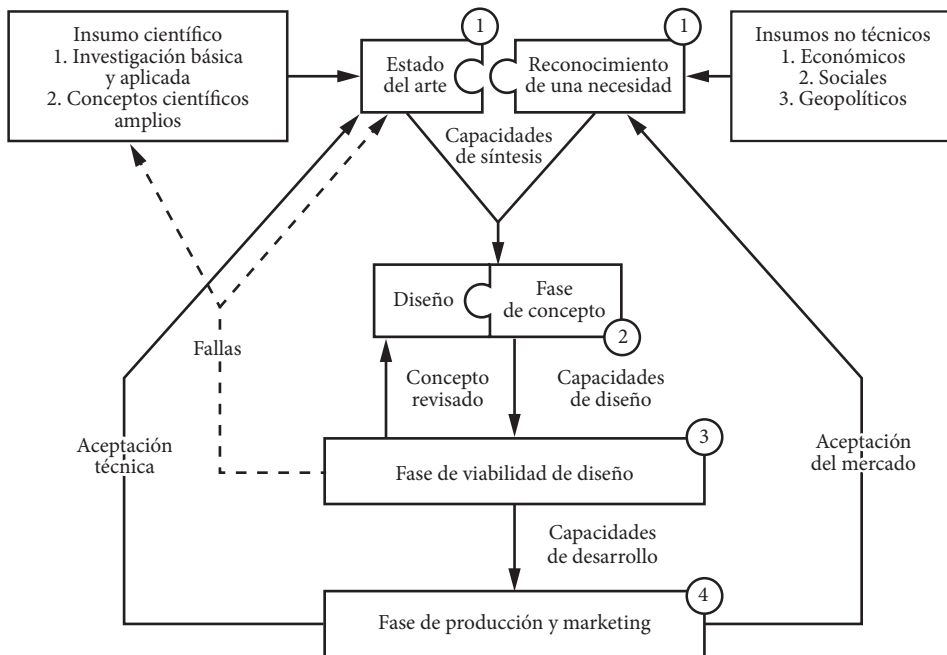 Insumo científico
1. Investigación básica
y aplicada
2. Conceptos científicos
amplios
1
Estado
del arte
1
Reconocimiento
de una necesidad
Insumos no técnicos
1. Económicos
2. Sociales
3. Geopolíticos
Capacidades
de síntesis
Diseño
Fase
de concepto
2
Fallas
Concepto
revisado
Capacidades
de diseño
Aceptación
técnica
3
Fase de viabilidad de diseño
Aceptación
del mercado
Capacidades
de desarrollo
4
Fase de producción y marketing